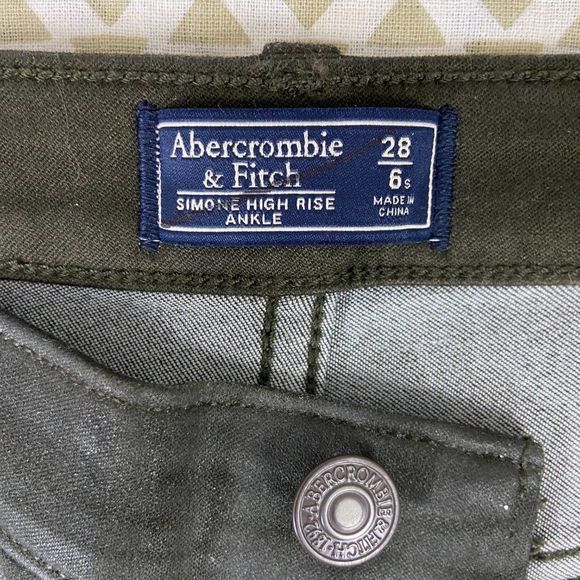 Abercrombie
& Fitch
SIMONE HIGH RISE
ANKLE
28
6s
MADE IN
CHINA
ABERCROMBIE & FITCH · 1892 ·